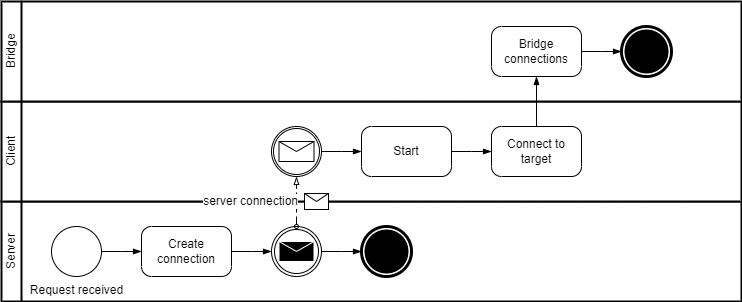 Bridge
Bridge
connections
Client
Start
Connect to
target
server connection
Server
Create
connection
Request received